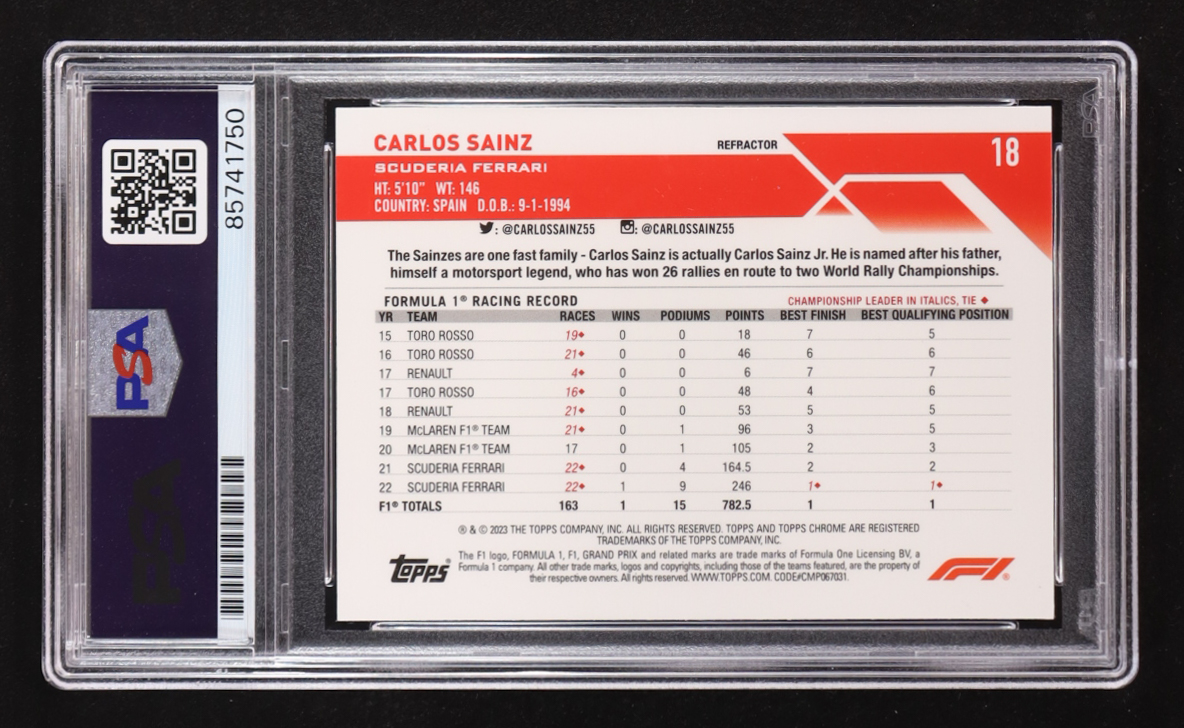 85741750
PSA
PSA
CARLOS SAINZ
REFRACTOR
18
SCUDERIA FERRARI
HT: 5'10" WT: 146
COUNTRY: SPAIN D.O.B.: 9-1-1994
: @CARLOSSAINZ55 : @CARLOSSAINZ55
The Sainzes are one fast family - Carlos Sainz is actually Carlos Sainz Jr. He is named after his father,
himself a motorsport legend, who has won 26 rallies en route to two World Rally Championships.
FORMULA 1® RACING RECORD CHAMPIONSHIP LEADER IN ITALICS, TIE ◆
YR TEAM RACES WINS PODIUMS POINTS BEST FINISH BEST QUALIFYING POSITION
15 TORO ROSSO 19◆ 0 0 18 7 5
16 TORO ROSSO 21◆ 0 0 46 6 6
17 RENAULT 4◆ 0 0 6 7 7
17 TORO ROSSO 16◆ 0 0 48 4 6
18 RENAULT 21◆ 0 0 53 5 5
19 McLAREN F1® TEAM 21◆ 0 1 96 3 5
20 McLAREN F1® TEAM 17 0 1 105 2 3
21 SCUDERIA FERRARI 22◆ 0 4 164.5 2 2
22 SCUDERIA FERRARI 22◆ 1 9 246 1◆ 1◆
F1® TOTALS 163 1 15 782.5 1 1
® & © 2023 THE TOPPS COMPANY, INC. ALL RIGHTS RESERVED. TOPPS AND TOPPS CHROME ARE REGISTERED
TRADEMARKS OF THE TOPPS COMPANY, INC.
The F1 logo, FORMULA 1, F1, GRAND PRIX and related marks are trade marks of Formula One Licensing BV, a
Formula 1 company. All other trade marks, logos and copyrights, including those of the teams featured, are the property of
their respective owners. All rights reserved. WWW.TOPPS.COM. CODE#CMP067031.
Topps®
F1®